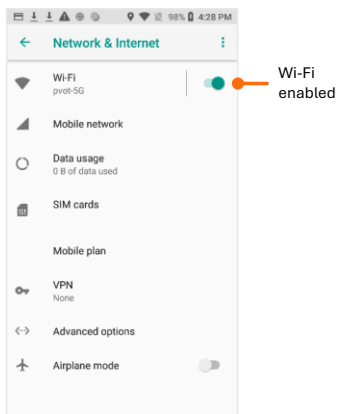 98% 4:28 PM
Network & Internet
Wi-Fi
pvot-5G
Wi-Fi
enabled
Mobile network
Data usage
0 B of data used
SIM cards
Mobile plan
VPN
None
Advanced options
Airplane mode